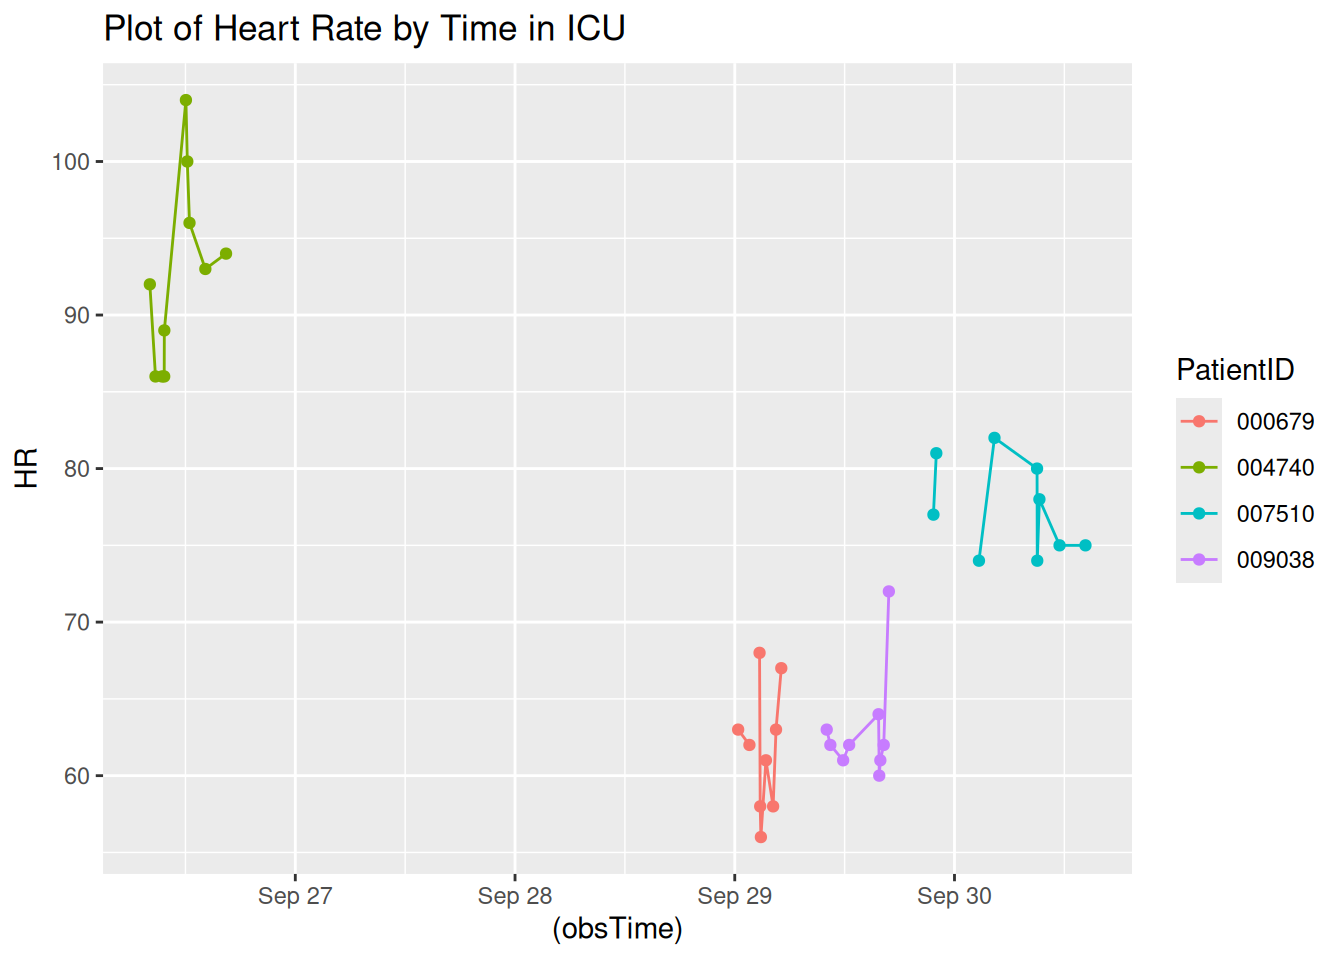 Plot of Heart Rate by Time in ICU
100
90
80
70
60
HR
Sep 27
Sep 28
Sep 29
Sep 30
(obsTime)
PatientID
000679
004740
007510
009038